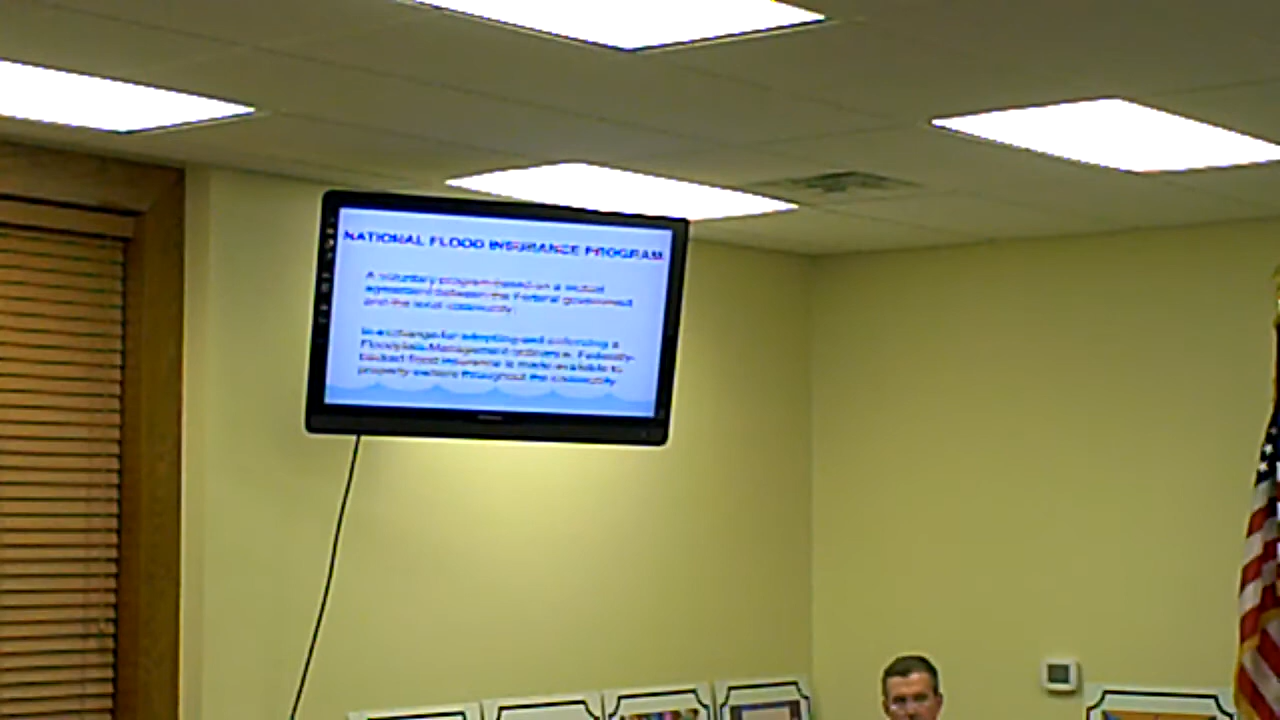 NATIONAL FLOOD INSURANCE PROGRAM
A voluntary program based on a mutual
agreement between the Federal government
and the local community.
In exchange for adopting and enforcing a
Floodplain Management ordinance, Federally-
backed flood insurance is made available to
property owners throughout the community.